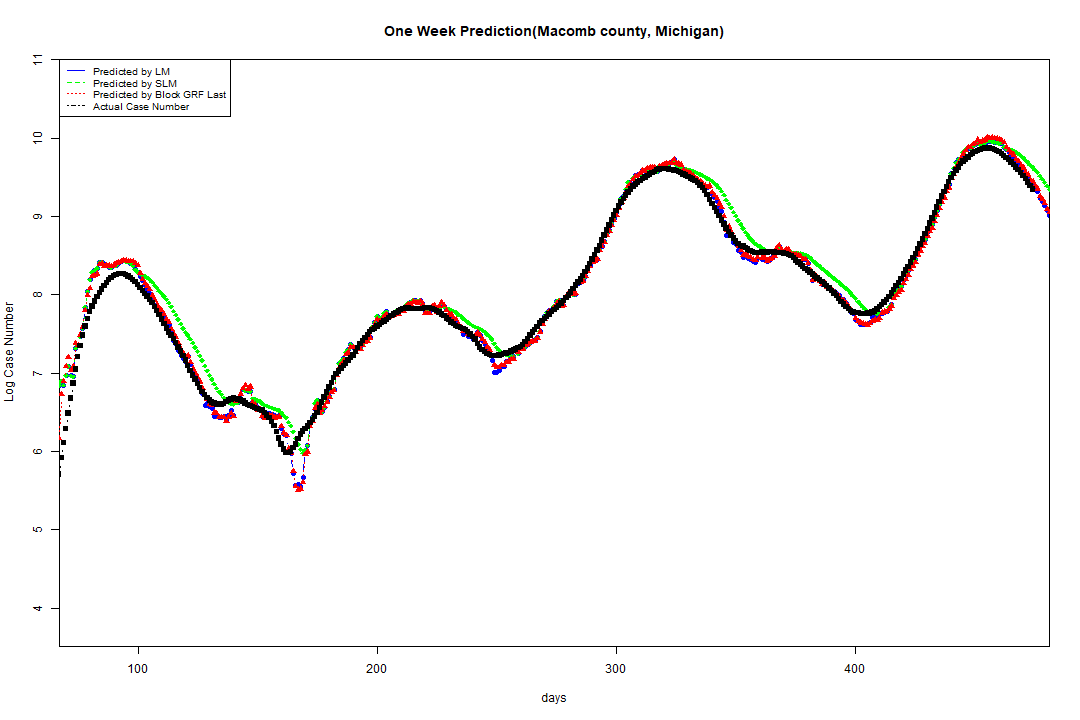 One Week Prediction(Macomb county, Michigan)
Predicted by LM
Predicted by SLM
Predicted by Block GRF Last
Actual Case Number
11
10
9
8
7
6
5
4
Log Case Number
100 200 300 400
days